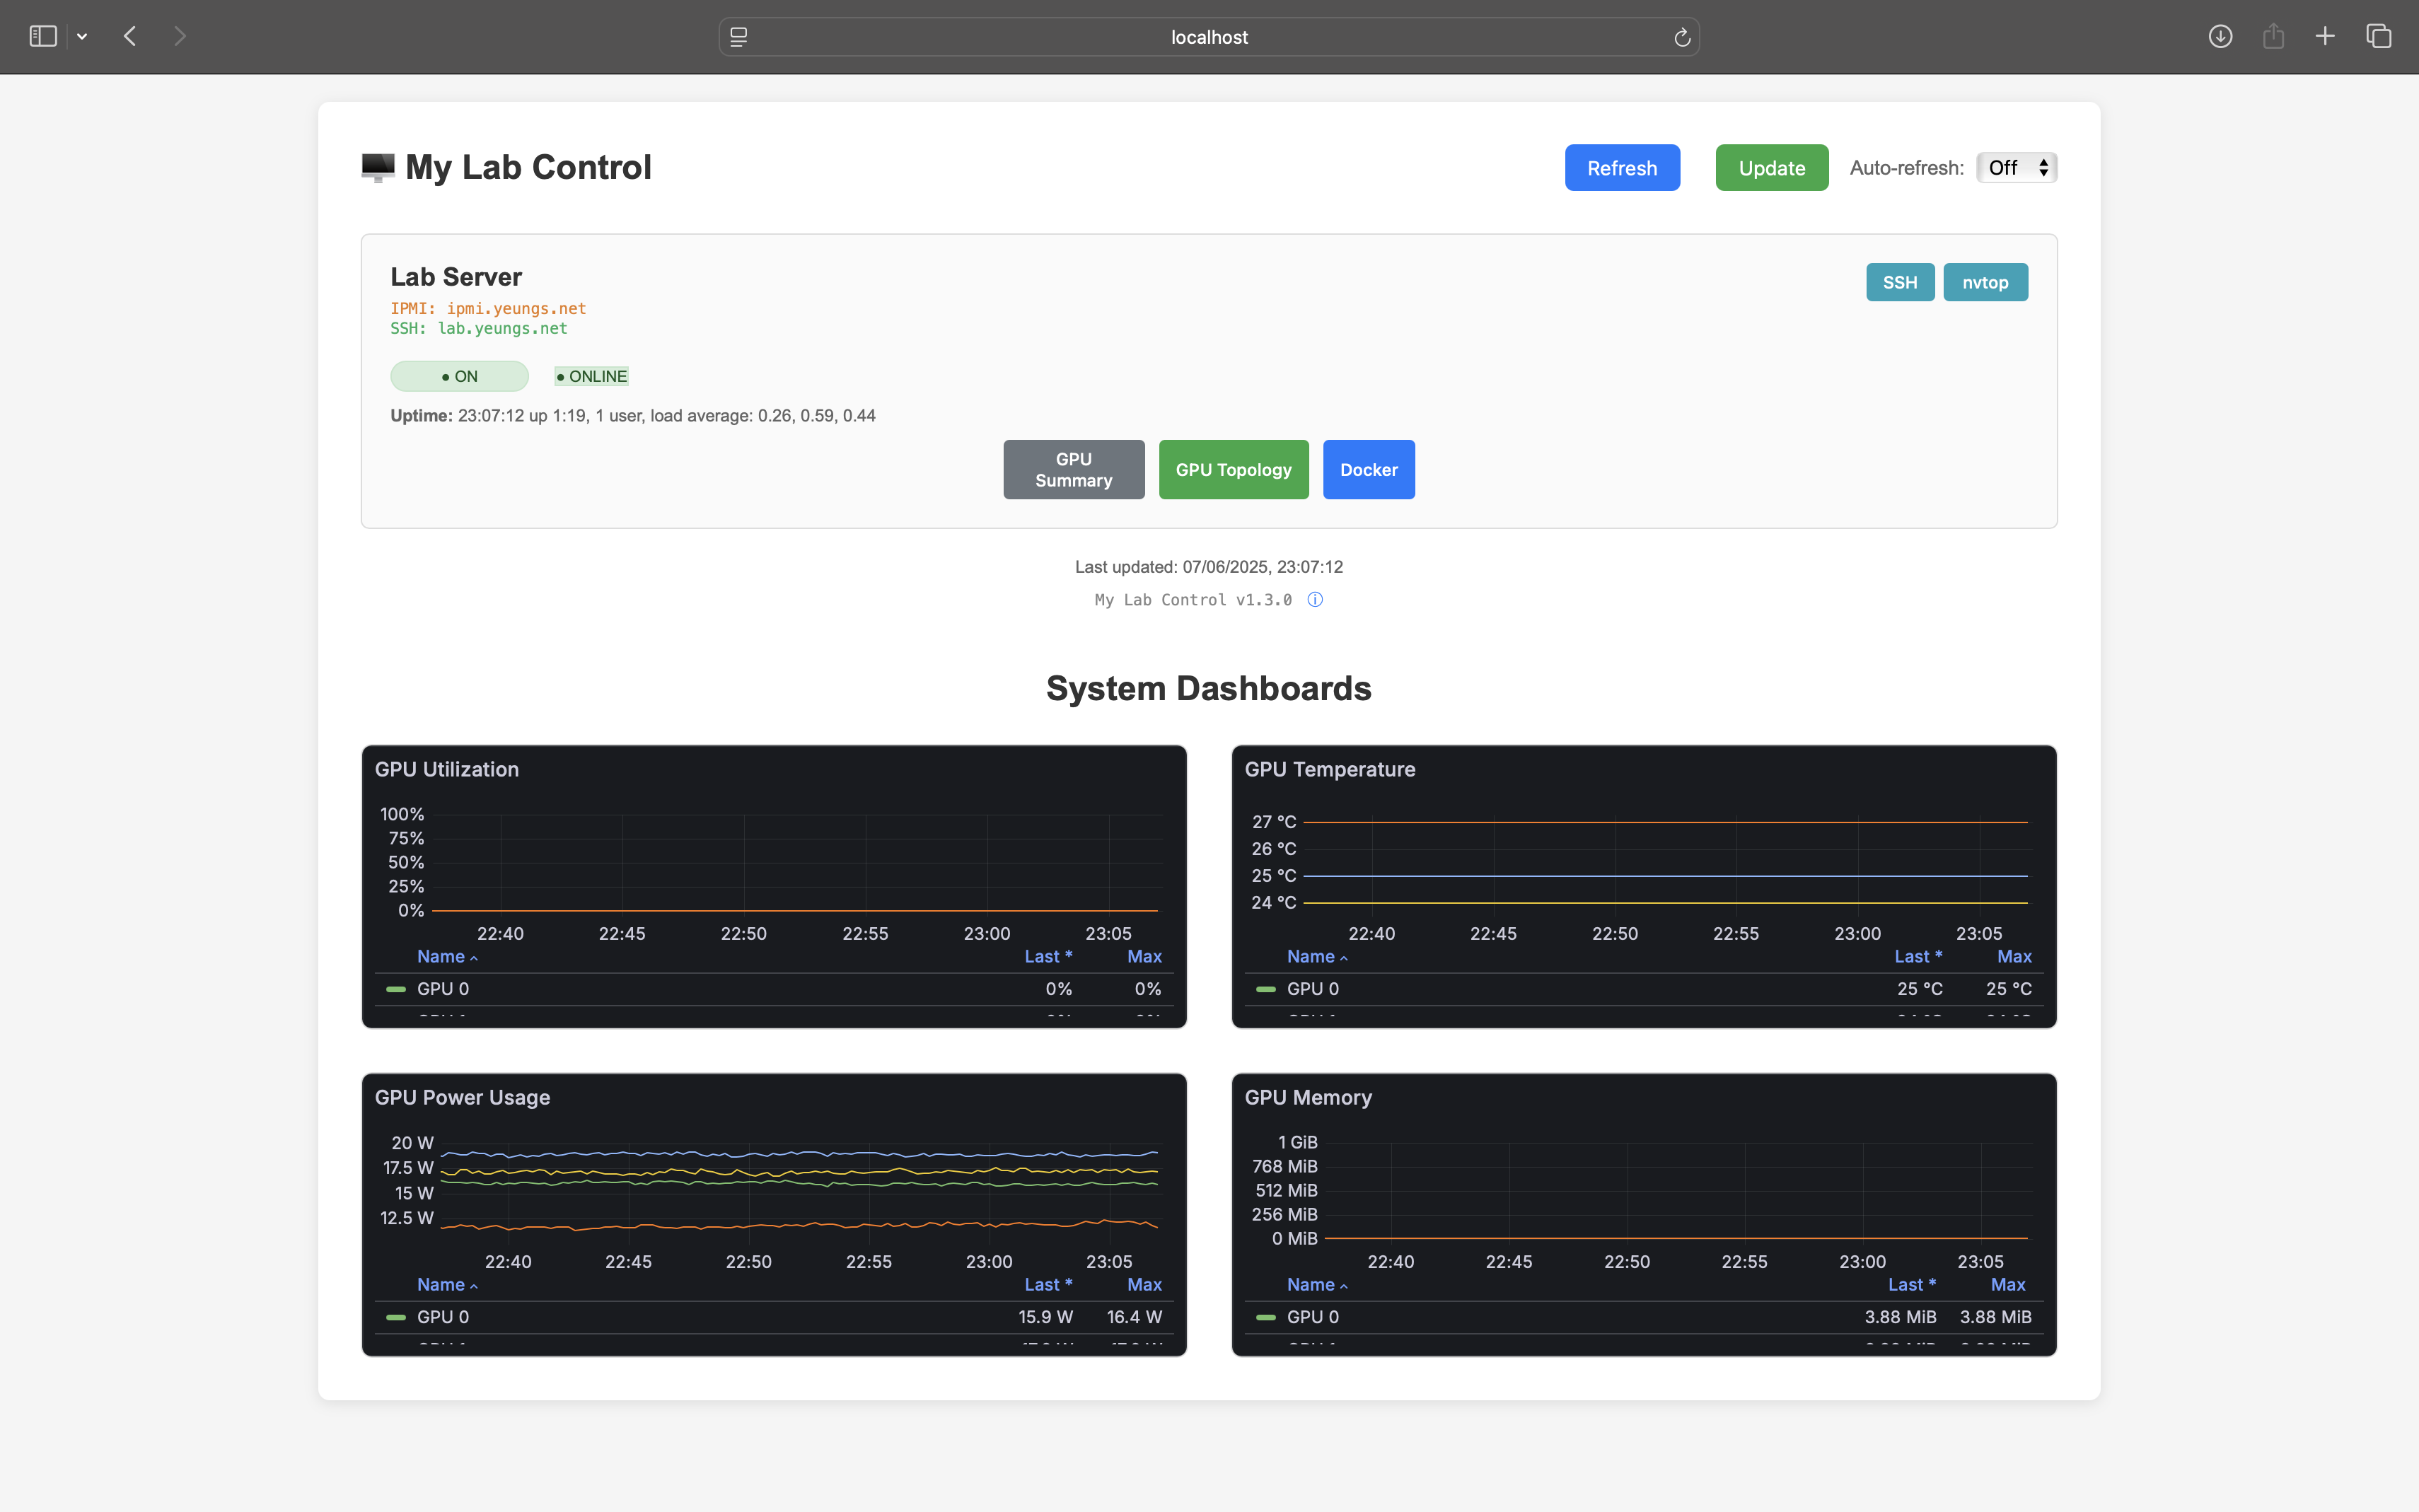 localhost
My Lab Control
Refresh
Update
Auto-refresh: Off
Lab Server
IPMI: ipmi.yeungs.net
SSH: lab.yeungs.net
SSH
nvtop
● ON
● ONLINE
Uptime: 23:07:12 up 1:19, 1 user, load average: 0.26, 0.59, 0.44
GPU
Summary
GPU Topology
Docker
Last updated: 07/06/2025, 23:07:12
My Lab Control v1.3.0 ⓘ
System Dashboards
GPU Utilization
100%
75%
50%
25%
0%
22:40 22:45 22:50 22:55 23:00 23:05
Name Last * Max
GPU 0 0% 0%
GPU Temperature
27 °C
26 °C
25 °C
24 °C
22:40 22:45 22:50 22:55 23:00 23:05
Name Last * Max
GPU 0 25 °C 25 °C
GPU Power Usage
20 W
17.5 W
15 W
12.5 W
22:40 22:45 22:50 22:55 23:00 23:05
Name Last * Max
GPU 0 15.9 W 16.4 W
GPU Memory
1 GiB
768 MiB
512 MiB
256 MiB
0 MiB
22:40 22:45 22:50 22:55 23:00 23:05
Name Last * Max
GPU 0 3.88 MiB 3.88 MiB